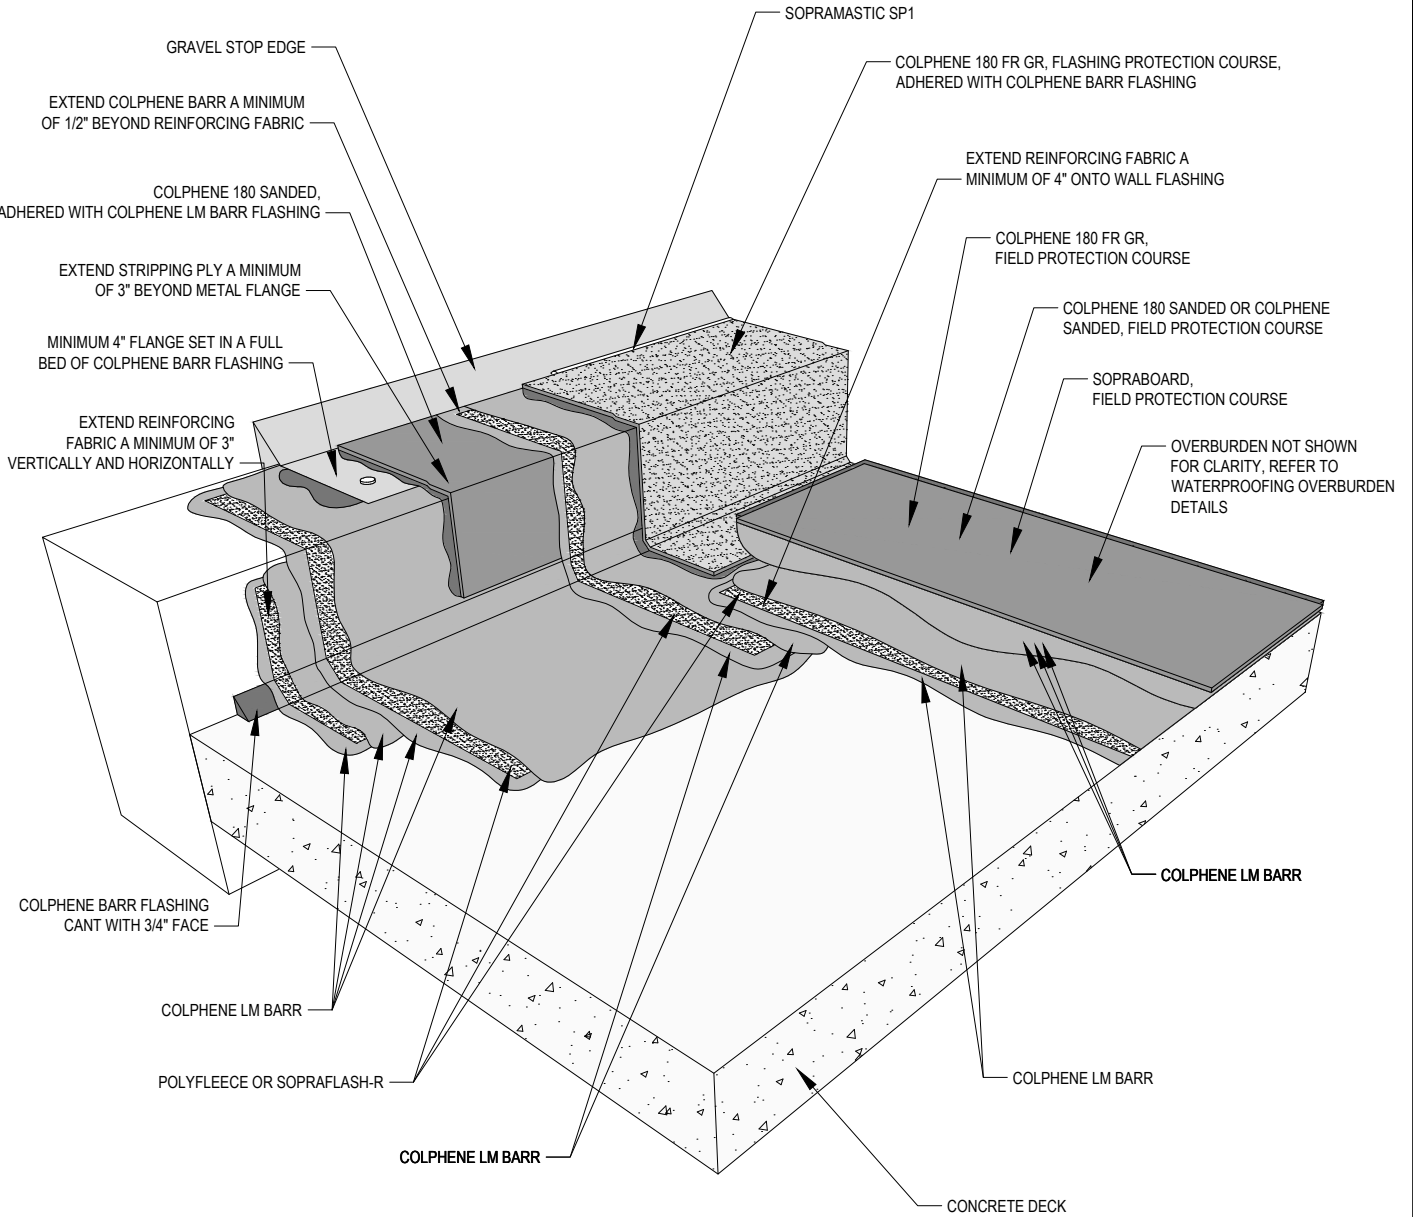 SOPRAMASTIC SP1
GRAVEL STOP EDGE
COLPHENE 180 FR GR, FLASHING PROTECTION COURSE,
ADHERED WITH COLPHENE BARR FLASHING
EXTEND COLPHENE BARR A MINIMUM
OF 1/2" BEYOND REINFORCING FABRIC
EXTEND REINFORCING FABRIC A
MINIMUM OF 4" ONTO WALL FLASHING
COLPHENE 180 SANDED,
ADHERED WITH COLPHENE LM BARR FLASHING
COLPHENE 180 FR GR,
FIELD PROTECTION COURSE
EXTEND STRIPPING PLY A MINIMUM
OF 3" BEYOND METAL FLANGE
COLPHENE 180 SANDED OR COLPHENE
SANDED, FIELD PROTECTION COURSE
MINIMUM 4" FLANGE SET IN A FULL
BED OF COLPHENE BARR FLASHING
SOPRABOARD,
FIELD PROTECTION COURSE
EXTEND REINFORCING
FABRIC A MINIMUM OF 3"
VERTICALLY AND HORIZONTALLY
OVERBURDEN NOT SHOWN
FOR CLARITY, REFER TO
WATERPROOFING OVERBURDEN
DETAILS
COLPHENE LM BARR
COLPHENE BARR FLASHING
CANT WITH 3/4" FACE
COLPHENE LM BARR
POLYFLEECE OR SOPRAFLASH-R
COLPHENE LM BARR
COLPHENE LM BARR
CONCRETE DECK